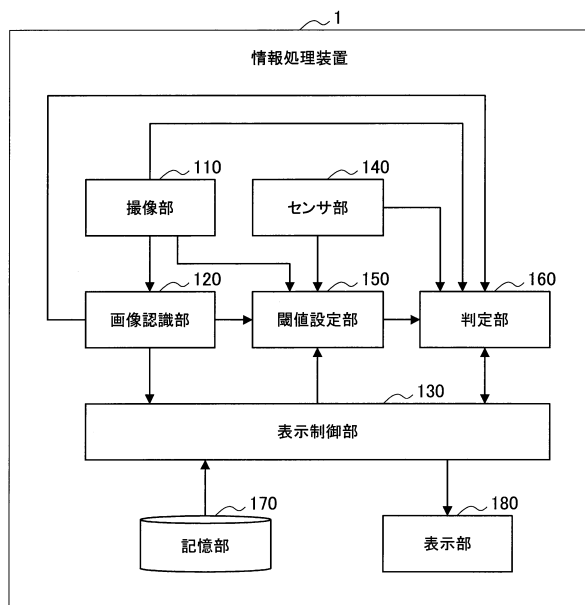 1
情報処理装置
110
撮像部
140
センサ部
120
画像認識部
150
閾値設定部
160
判定部
130
表示制御部
170
記憶部
180
表示部